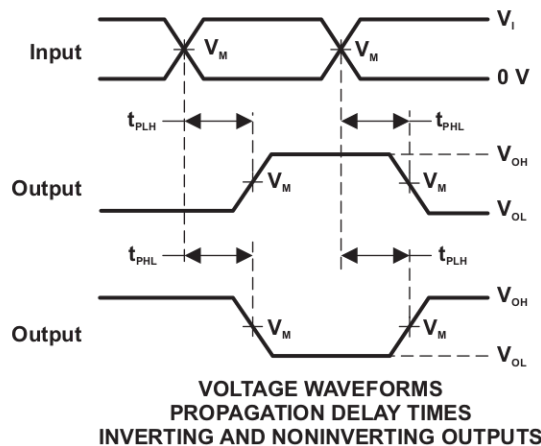 V_I
Input
V_M
V_M
0 V
t_PLH
t_PHL
V_OH
Output
V_M
V_M
V_OL
t_PHL
t_PLH
V_OH
Output
V_M
V_M
V_OL
VOLTAGE WAVEFORMS
PROPAGATION DELAY TIMES
INVERTING AND NONINVERTING OUTPUTS